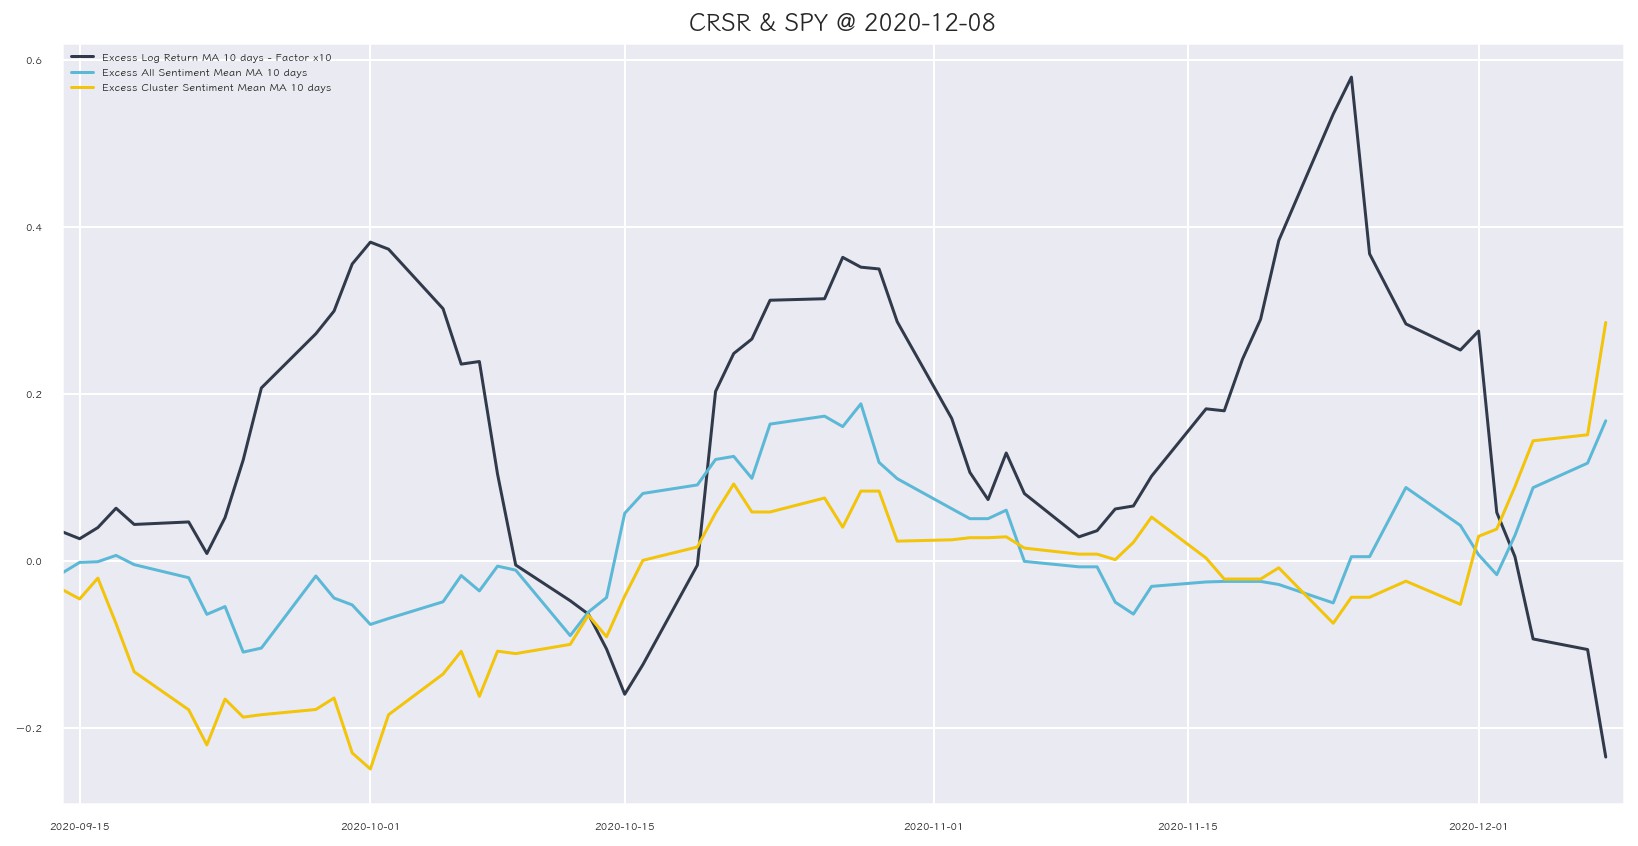 CRSR & SPY @ 2020-12-08
Excess Log Return MA 10 days - Factor x10
Excess All Sentiment Mean MA 10 days
Excess Cluster Sentiment Mean MA 10 days
0.6
0.4
0.2
0.0
−0.2
2020-09-15 2020-10-01 2020-10-15 2020-11-01 2020-11-15 2020-12-01